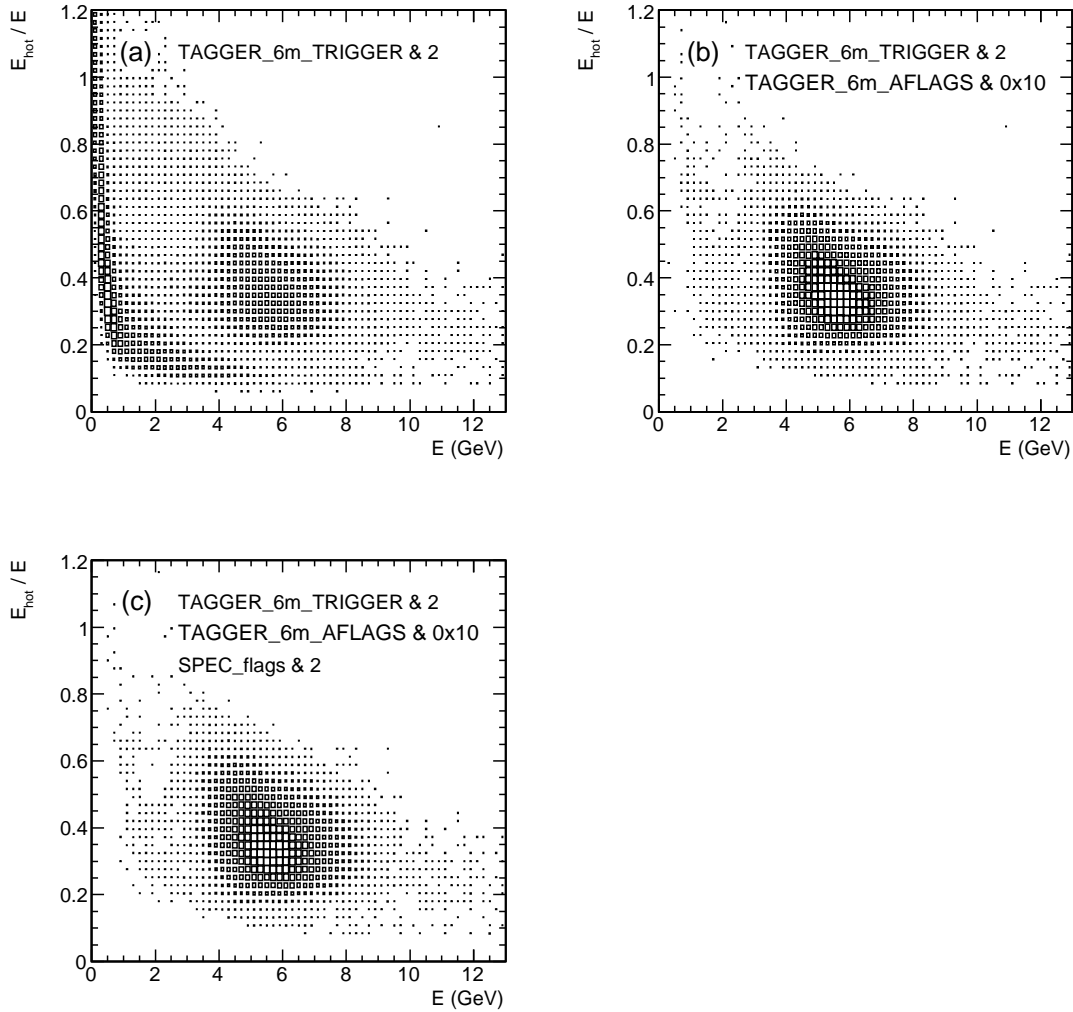 E_hot / E
1.2
1
0.8
0.6
0.4
0.2
0
(a) TAGGER_6m_TRIGGER & 2
0 2 4 6 8 10 12
E (GeV)
E_hot / E
1.2
1
0.8
0.6
0.4
0.2
0
(b) TAGGER_6m_TRIGGER & 2
TAGGER_6m_AFLAGS & 0x10
0 2 4 6 8 10 12
E (GeV)
E_hot / E
1.2
1
0.8
0.6
0.4
0.2
0
(c) TAGGER_6m_TRIGGER & 2
TAGGER_6m_AFLAGS & 0x10
SPEC_flags & 2
0 2 4 6 8 10 12
E (GeV)